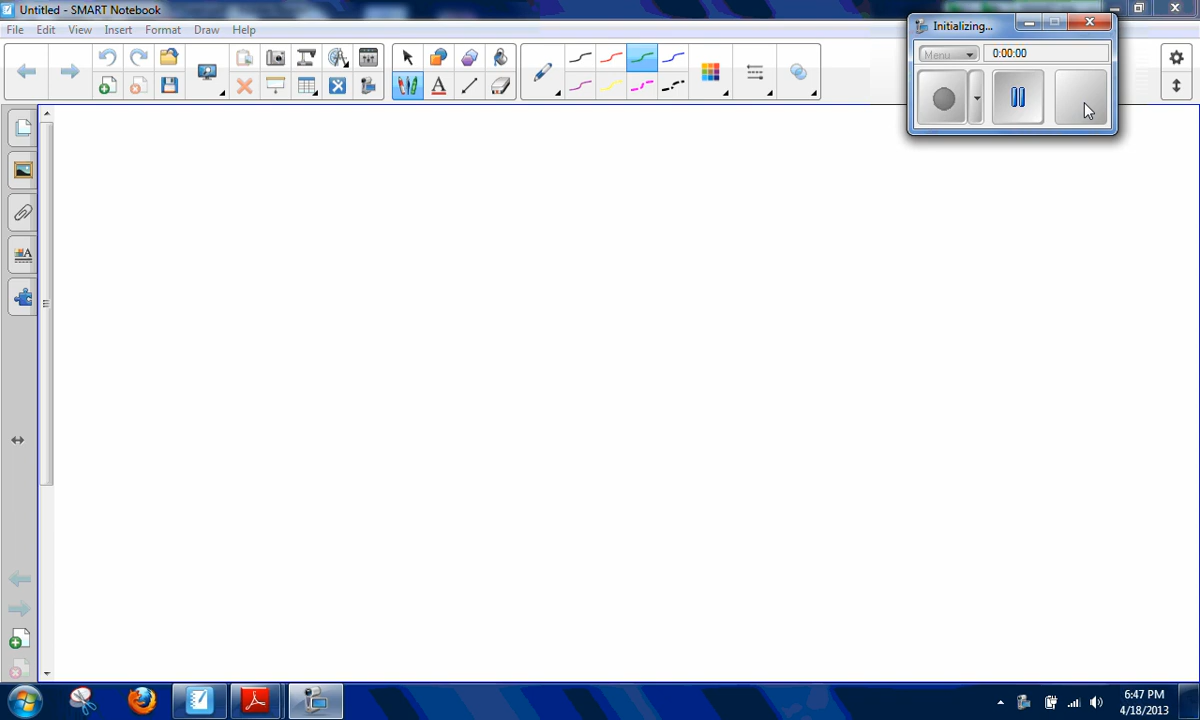 Untitled - SMART Notebook
Initializing...
File Edit View Insert Format Draw Help
Menu
0:00:00
6:47 PM
4/18/2013